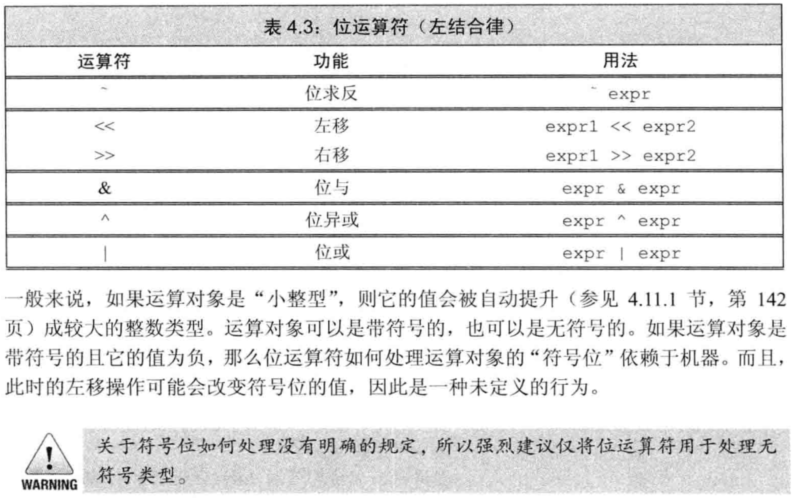 表 4.3：位运算符（左结合律）
运算符 功能 用法
~ 位求反 ~ expr
<< 左移 expr1 << expr2
>> 右移 expr1 >> expr2
& 位与 expr & expr
^ 位异或 expr ^ expr
| 位或 expr | expr
一般来说，如果运算对象是“小整型”，则它的值会被自动提升（参见 4.11.1 节，第 142
页）成较大的整数类型。运算对象可以是带符号的，也可以是无符号的。如果运算对象是
带符号的且它的值为负，那么位运算符如何处理运算对象的“符号位”依赖于机器。而且，
此时的左移操作可能会改变符号位的值，因此是一种未定义的行为。
关于符号位如何处理没有明确的规定，所以强烈建议仅将位运算符用于处理无
符号类型。
WARNING